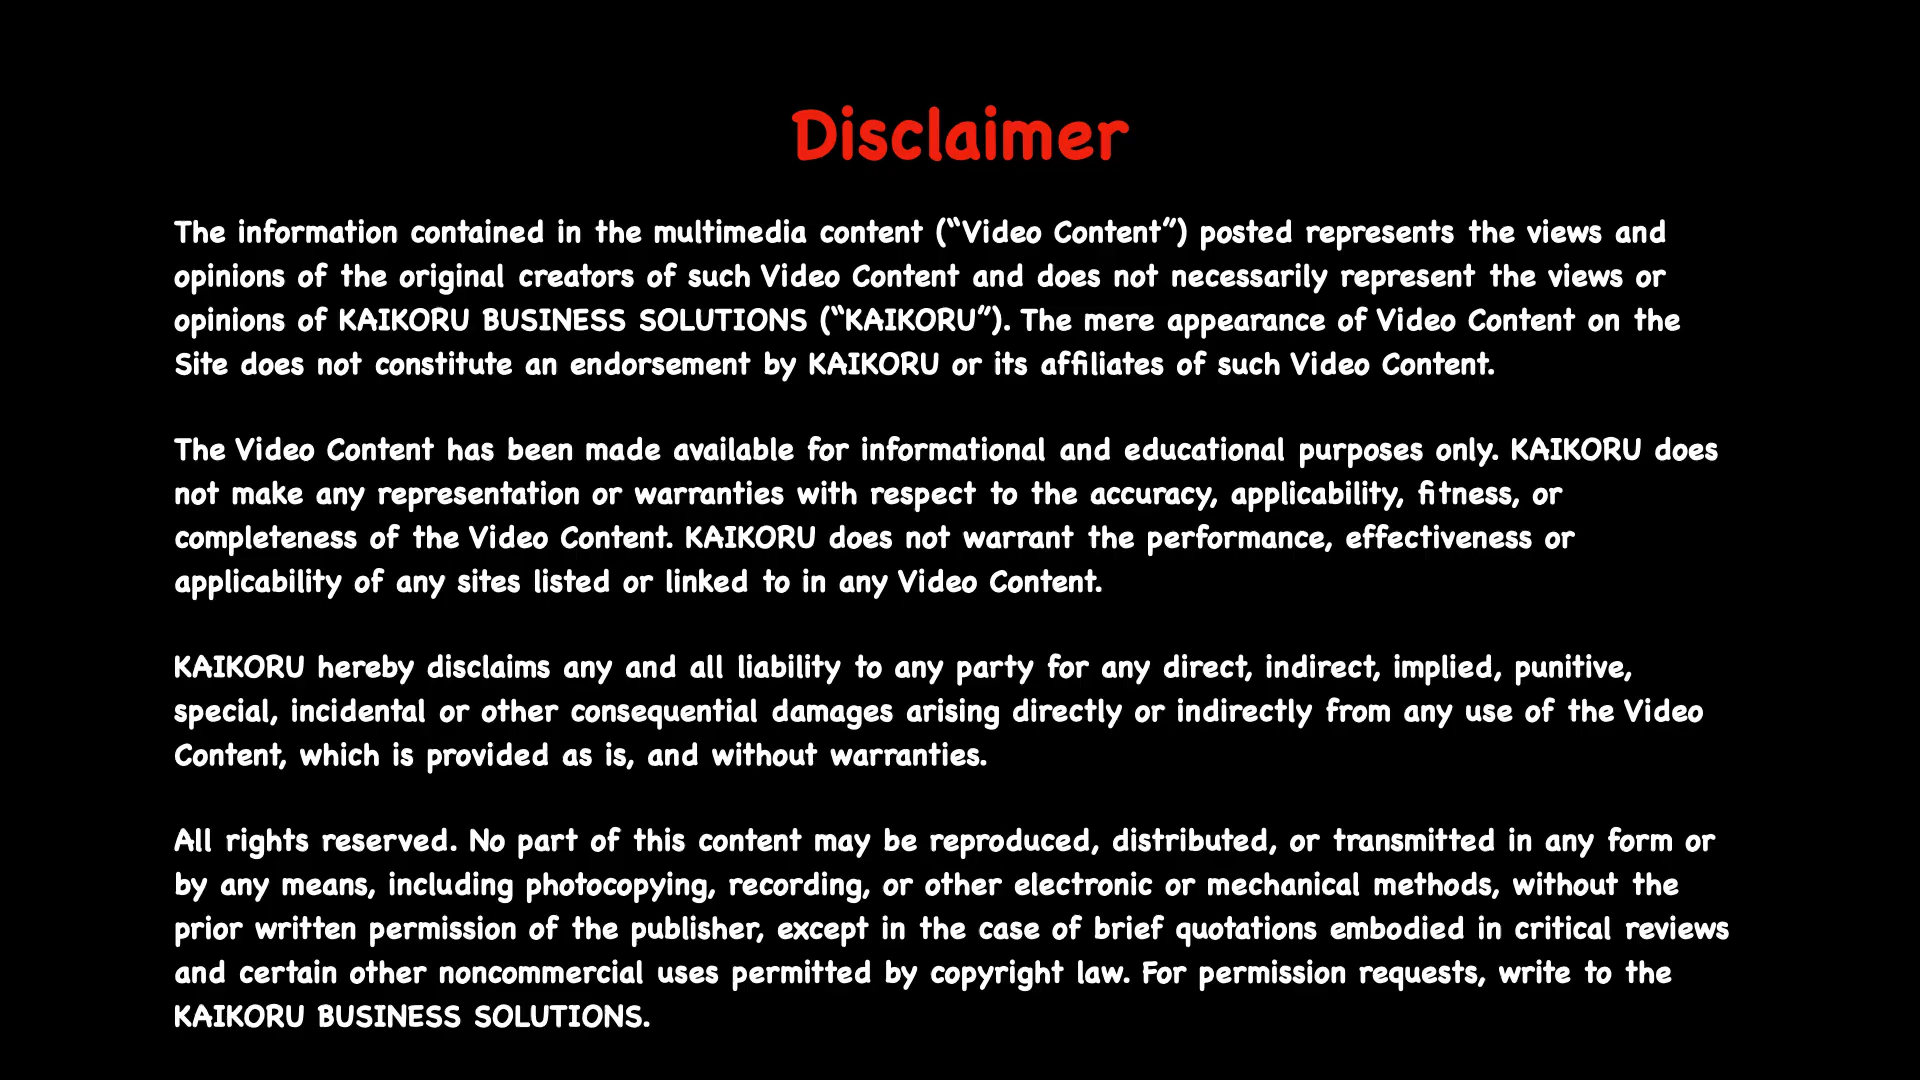 Disclaimer
The information contained in the multimedia content (“Video Content”) posted represents the views and
opinions of the original creators of such Video Content and does not necessarily represent the views or
opinions of KAIKORU BUSINESS SOLUTIONS (“KAIKORU”). The mere appearance of Video Content on the
Site does not constitute an endorsement by KAIKORU or its affiliates of such Video Content.
The Video Content has been made available for informational and educational purposes only. KAIKORU does
not make any representation or warranties with respect to the accuracy, applicability, fitness, or
completeness of the Video Content. KAIKORU does not warrant the performance, effectiveness or
applicability of any sites listed or linked to in any Video Content.
KAIKORU hereby disclaims any and all liability to any party for any direct, indirect, implied, punitive,
special, incidental or other consequential damages arising directly or indirectly from any use of the Video
Content, which is provided as is, and without warranties.
All rights reserved. No part of this content may be reproduced, distributed, or transmitted in any form or
by any means, including photocopying, recording, or other electronic or mechanical methods, without the
prior written permission of the publisher, except in the case of brief quotations embodied in critical reviews
and certain other noncommercial uses permitted by copyright law. For permission requests, write to the
KAIKORU BUSINESS SOLUTIONS.